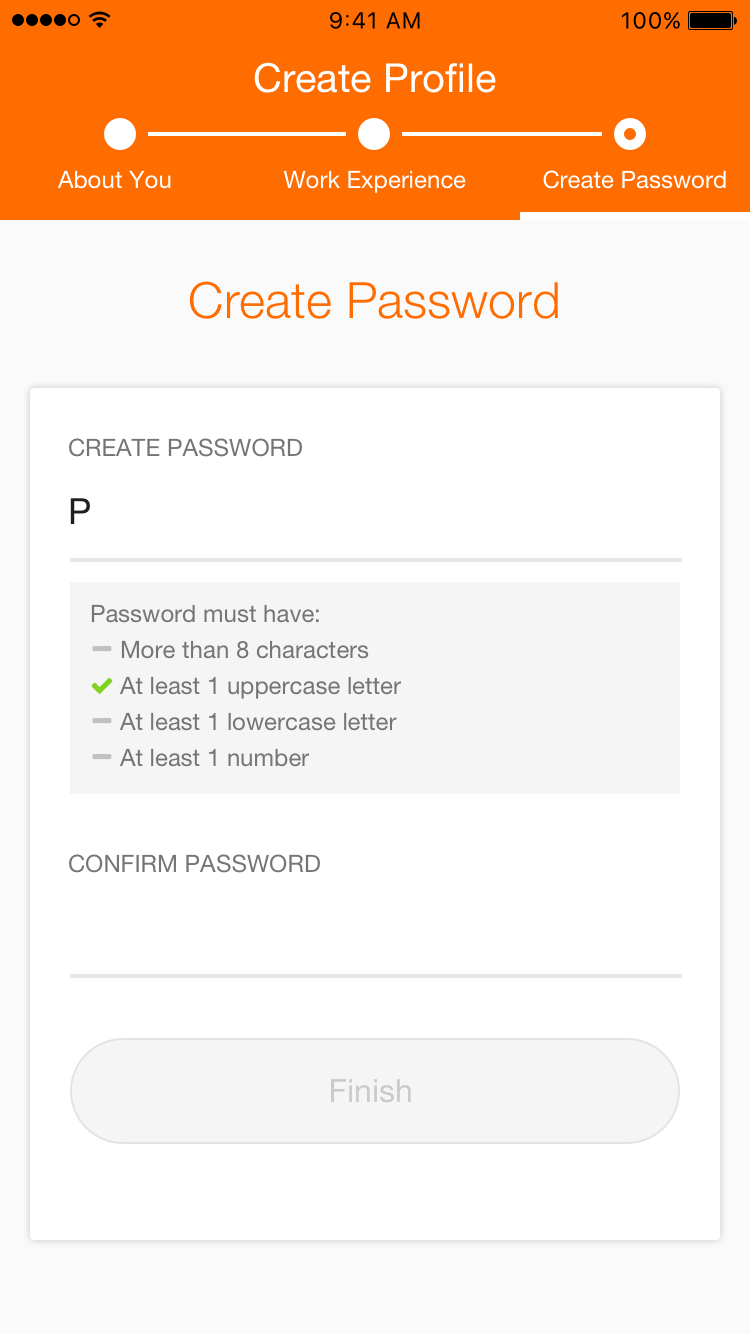 9:41 AM 100%
Create Profile
About You Work Experience Create Password
Create Password
CREATE PASSWORD
P
Password must have:
More than 8 characters
At least 1 uppercase letter
At least 1 lowercase letter
At least 1 number
CONFIRM PASSWORD
Finish